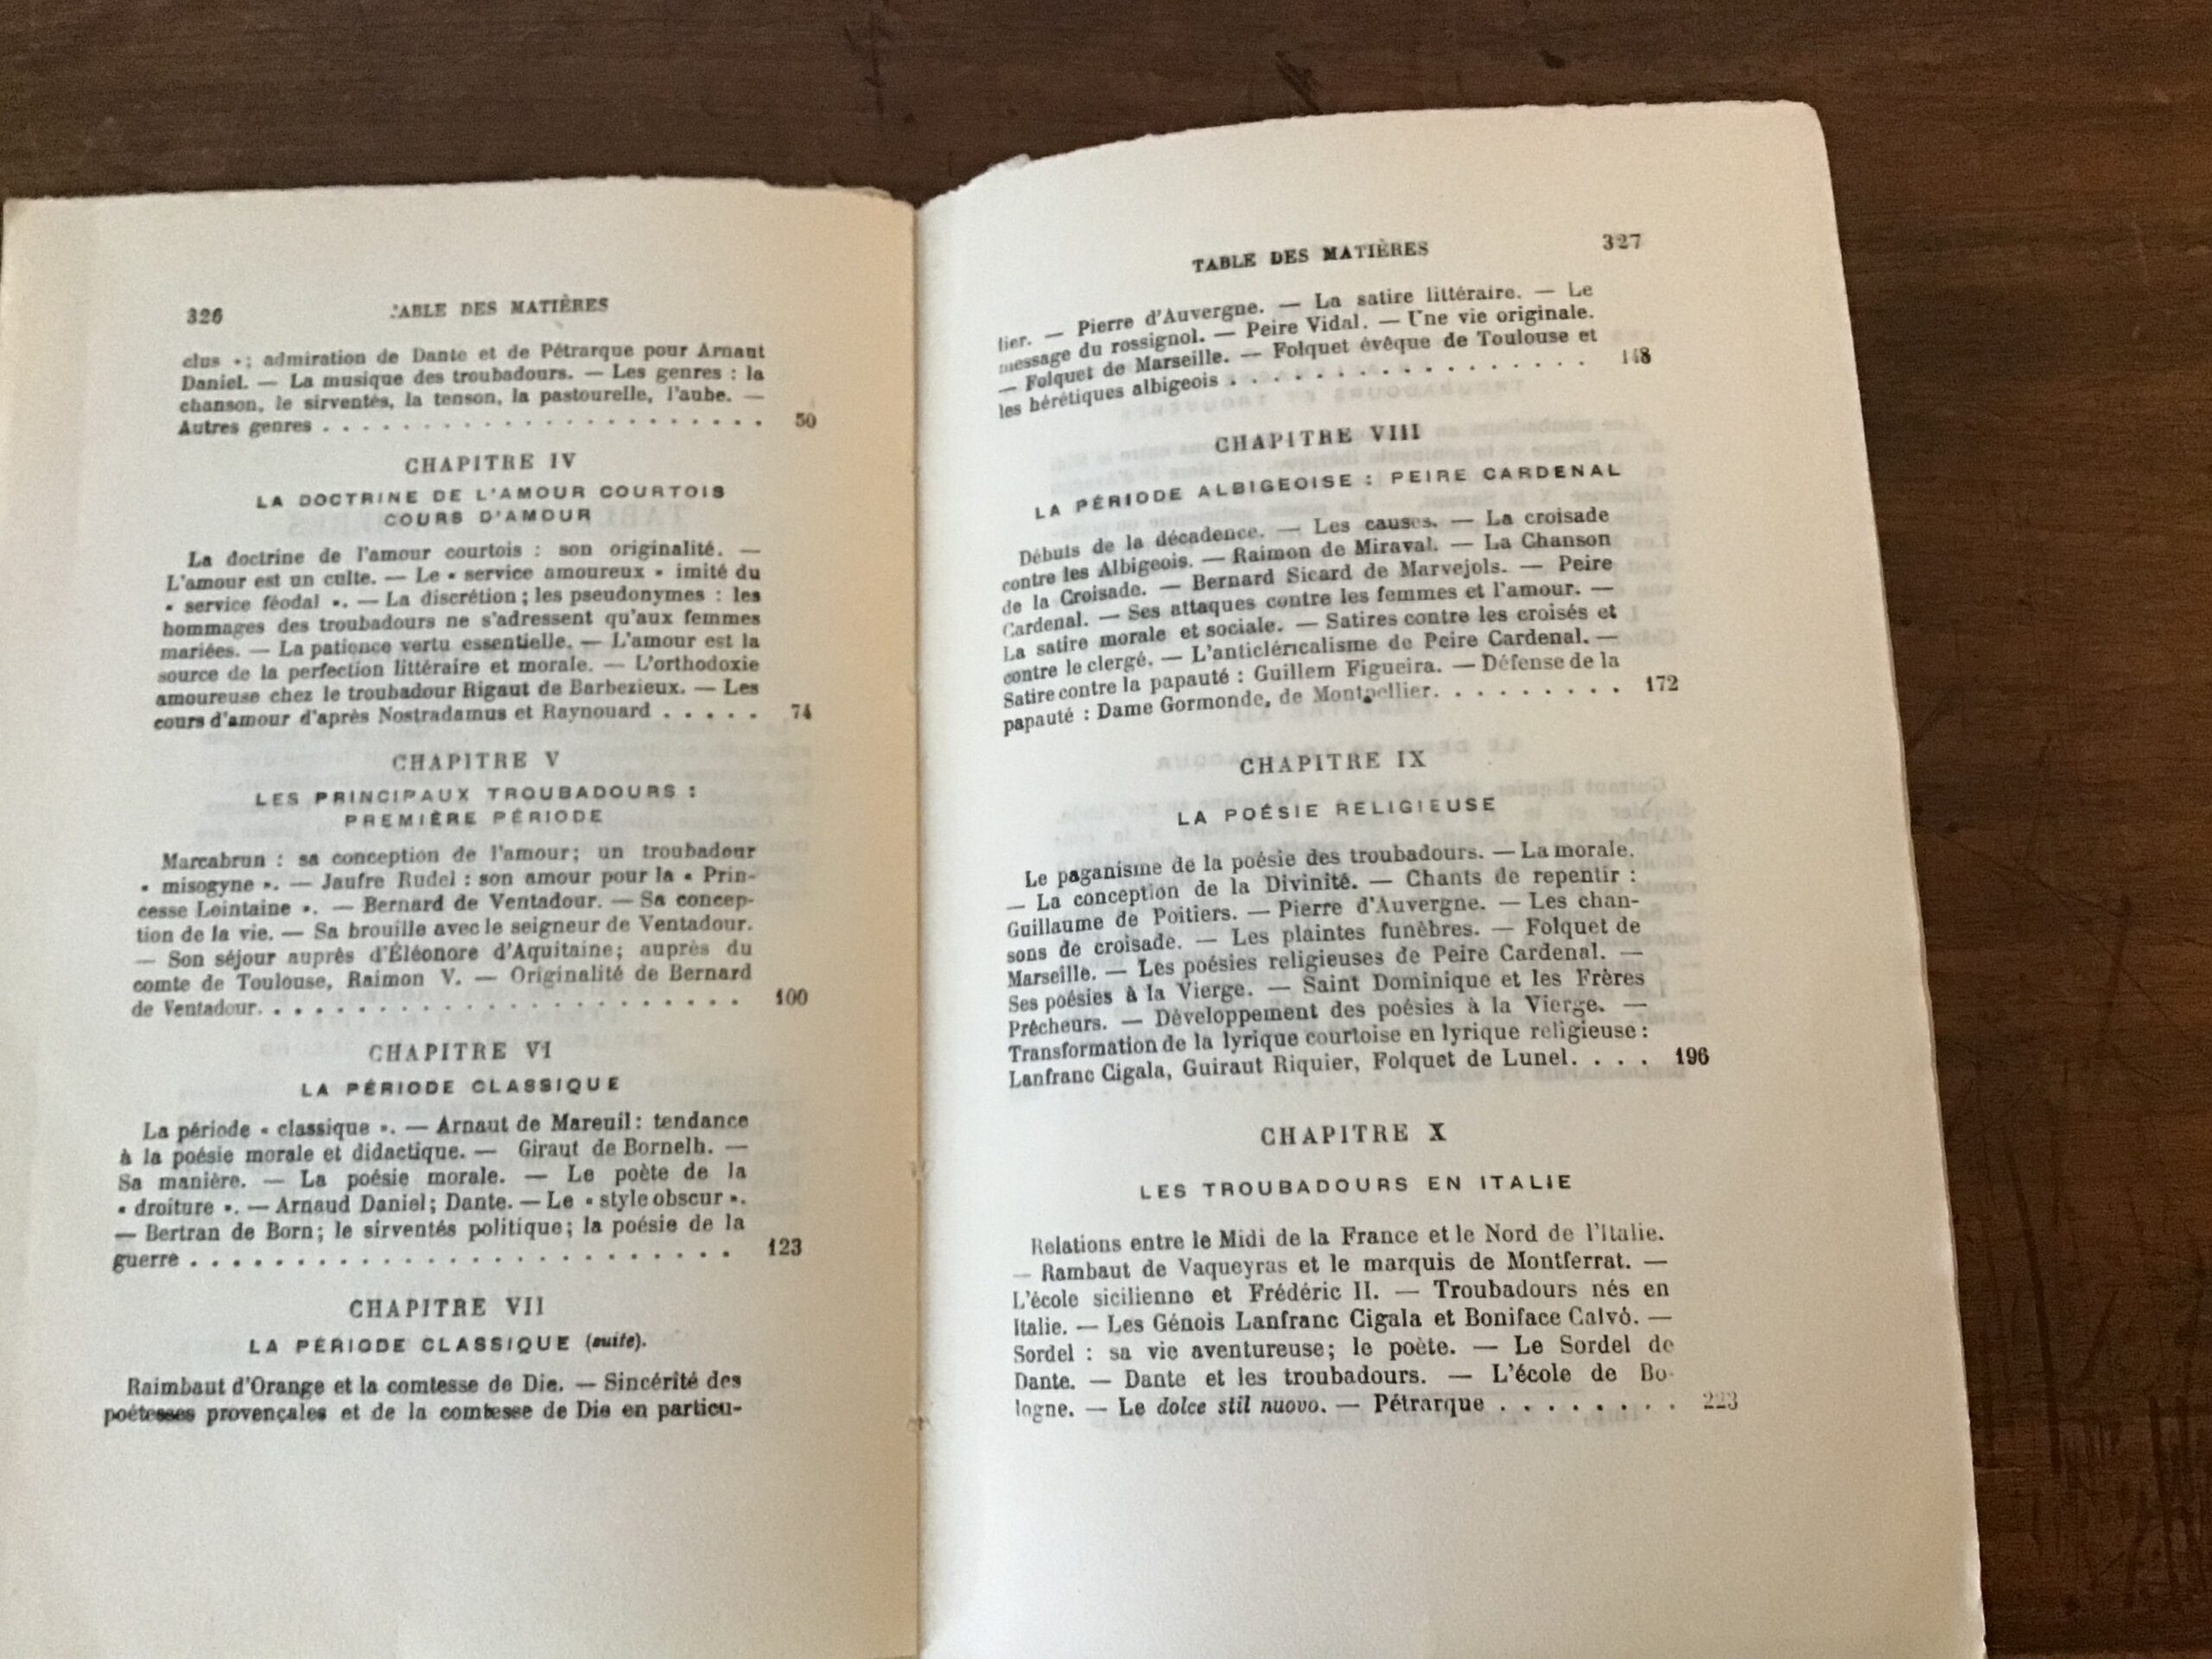 326 TABLE DES MATIÈRES
clus »; admiration de Dante et de Pétrarque pour Arnaut
Daniel. — La musique des troubadours. — Les genres : la
chanson, le sirventés, la tenson, la pastourelle, l'aube. —
Autres genres . . . . . . . . . . . . . . . . . . . . . 50
CHAPITRE IV
LA DOCTRINE DE L'AMOUR COURTOIS
COURS D'AMOUR
La doctrine de l'amour courtois : son originalité. —
L'amour est un culte. — Le « service amoureux » imité du
« service féodal ». — La discrétion; les pseudonymes : les
hommages des troubadours ne s'adressent qu'aux femmes
mariées. — La patience vertu essentielle. — L'amour est la
source de la perfection littéraire et morale. — L'orthodoxie
amoureuse chez le troubadour Rigaut de Barbezieux. — Les
cours d'amour d'après Nostradamus et Raynouard . . . . . 74
CHAPITRE V
LES PRINCIPAUX TROUBADOURS :
PREMIÈRE PÉRIODE
Marcabrun : sa conception de l'amour; un troubadour
« misogyne ». — Jaufre Rudel : son amour pour la « Prin-
cesse Lointaine ». — Bernard de Ventadour. — Sa concep-
tion de la vie. — Sa brouille avec le seigneur de Ventadour.
— Son séjour auprès d'Éléonore d'Aquitaine; auprès du
comte de Toulouse, Raimon V. — Originalité de Bernard
de Ventadour. . . . . . . . . . . . . . . . . . . . . . 100
CHAPITRE VI
LA PÉRIODE CLASSIQUE
La période « classique ». — Arnaut de Mareuil : tendance
à la poésie morale et didactique. — Giraut de Bornelh. —
Sa manière. — La poésie morale. — Le poète de la
« droiture ». — Arnaud Daniel; Dante. — Le « style obscur ».
— Bertran de Born; le sirventés politique; la poésie de la
guerre . . . . . . . . . . . . . . . . . . . . . 123
CHAPITRE VII
LA PÉRIODE CLASSIQUE (suite).
Raimbaut d'Orange et la comtesse de Die. — Sincérité des
poétesses provençales et de la comtesse de Die en particu-
TABLE DES MATIÈRES 327
lier. — Pierre d'Auvergne. — La satire littéraire. — Le
message du rossignol. — Peire Vidal. — Une vie originale.
— Folquet de Marseille. — Folquet évêque de Toulouse et
les hérétiques albigeois . . . . . . . . . . . . . . . . 148
CHAPITRE VIII
LA PÉRIODE ALBIGEOISE : PEIRE CARDENAL
Débuts de la décadence. — Les causes. — La croisade
contre les Albigeois. — Raimon de Miraval. — La Chanson
de la Croisade. — Bernard Sicard de Marvejols. — Peire
Cardenal. — Ses attaques contre les femmes et l'amour. —
La satire morale et sociale. — Satires contre les croisés et
contre le clergé. — L'anticléricalisme de Peire Cardenal. —
Satire contre la papauté : Guillem Figueira. — Défense de la
papauté : Dame Gormonde, de Montpellier. . . . . . . . . 172
CHAPITRE IX
LA POÉSIE RELIGIEUSE
Le paganisme de la poésie des troubadours. — La morale.
— La conception de la Divinité. — Chants de repentir :
Guillaume de Poitiers. — Pierre d'Auvergne. — Les chan-
sons de croisade. — Les plaintes funèbres. — Folquet de
Marseille. — Les poésies religieuses de Peire Cardenal. —
Ses poésies à la Vierge. — Saint Dominique et les Frères
Prêcheurs. — Développement des poésies à la Vierge. —
Transformation de la lyrique courtoise en lyrique religieuse :
Lanfranc Cigala, Guiraut Riquier, Folquet de Lunel. . . . 196
CHAPITRE X
LES TROUBADOURS EN ITALIE
Relations entre le Midi de la France et le Nord de l'Italie.
— Rambaut de Vaqueyras et le marquis de Montferrat. —
L'école sicilienne et Frédéric II. — Troubadours nés en
Italie. — Les Génois Lanfranc Cigala et Boniface Calvó. —
Sordel : sa vie aventureuse; le poète. — Le Sordel de
Dante. — Dante et les troubadours. — L'école de Bo-
logne. — Le dolce stil nuovo. — Pétrarque . . . . . . . . 223